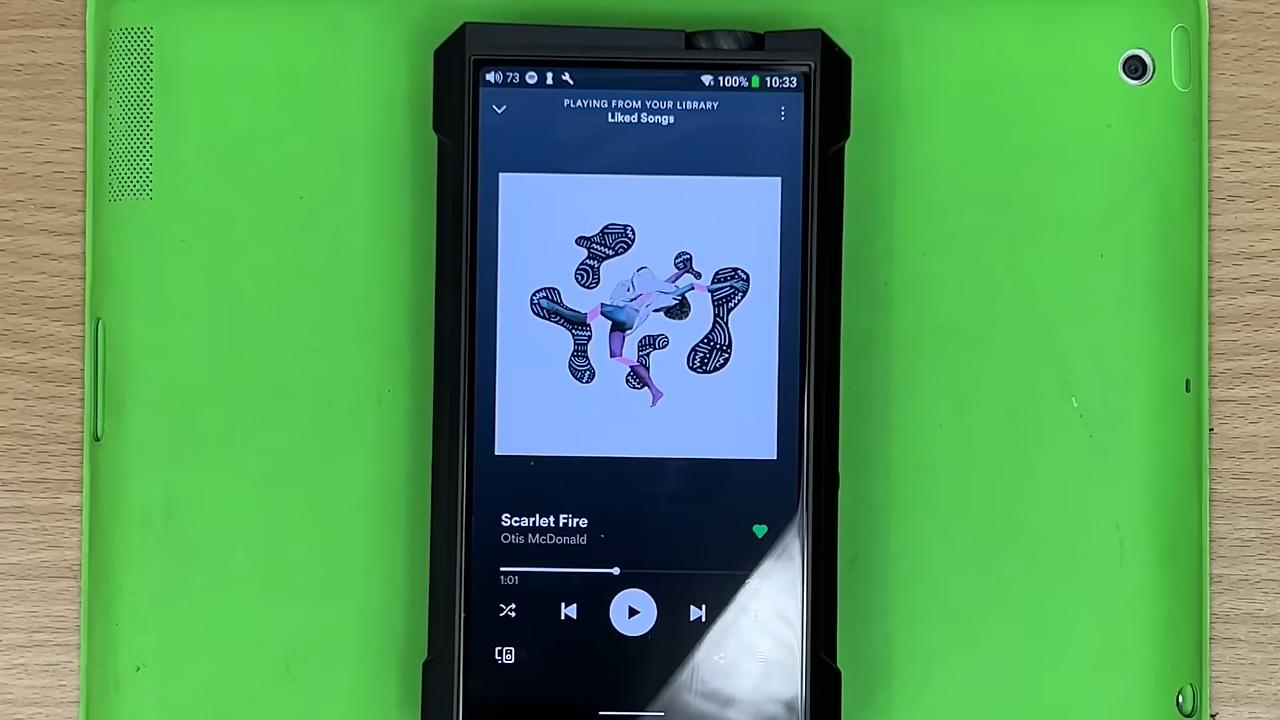 73
100% 10:33
PLAYING FROM YOUR LIBRARY
Liked Songs
Scarlet Fire
Otis McDonald
1:01